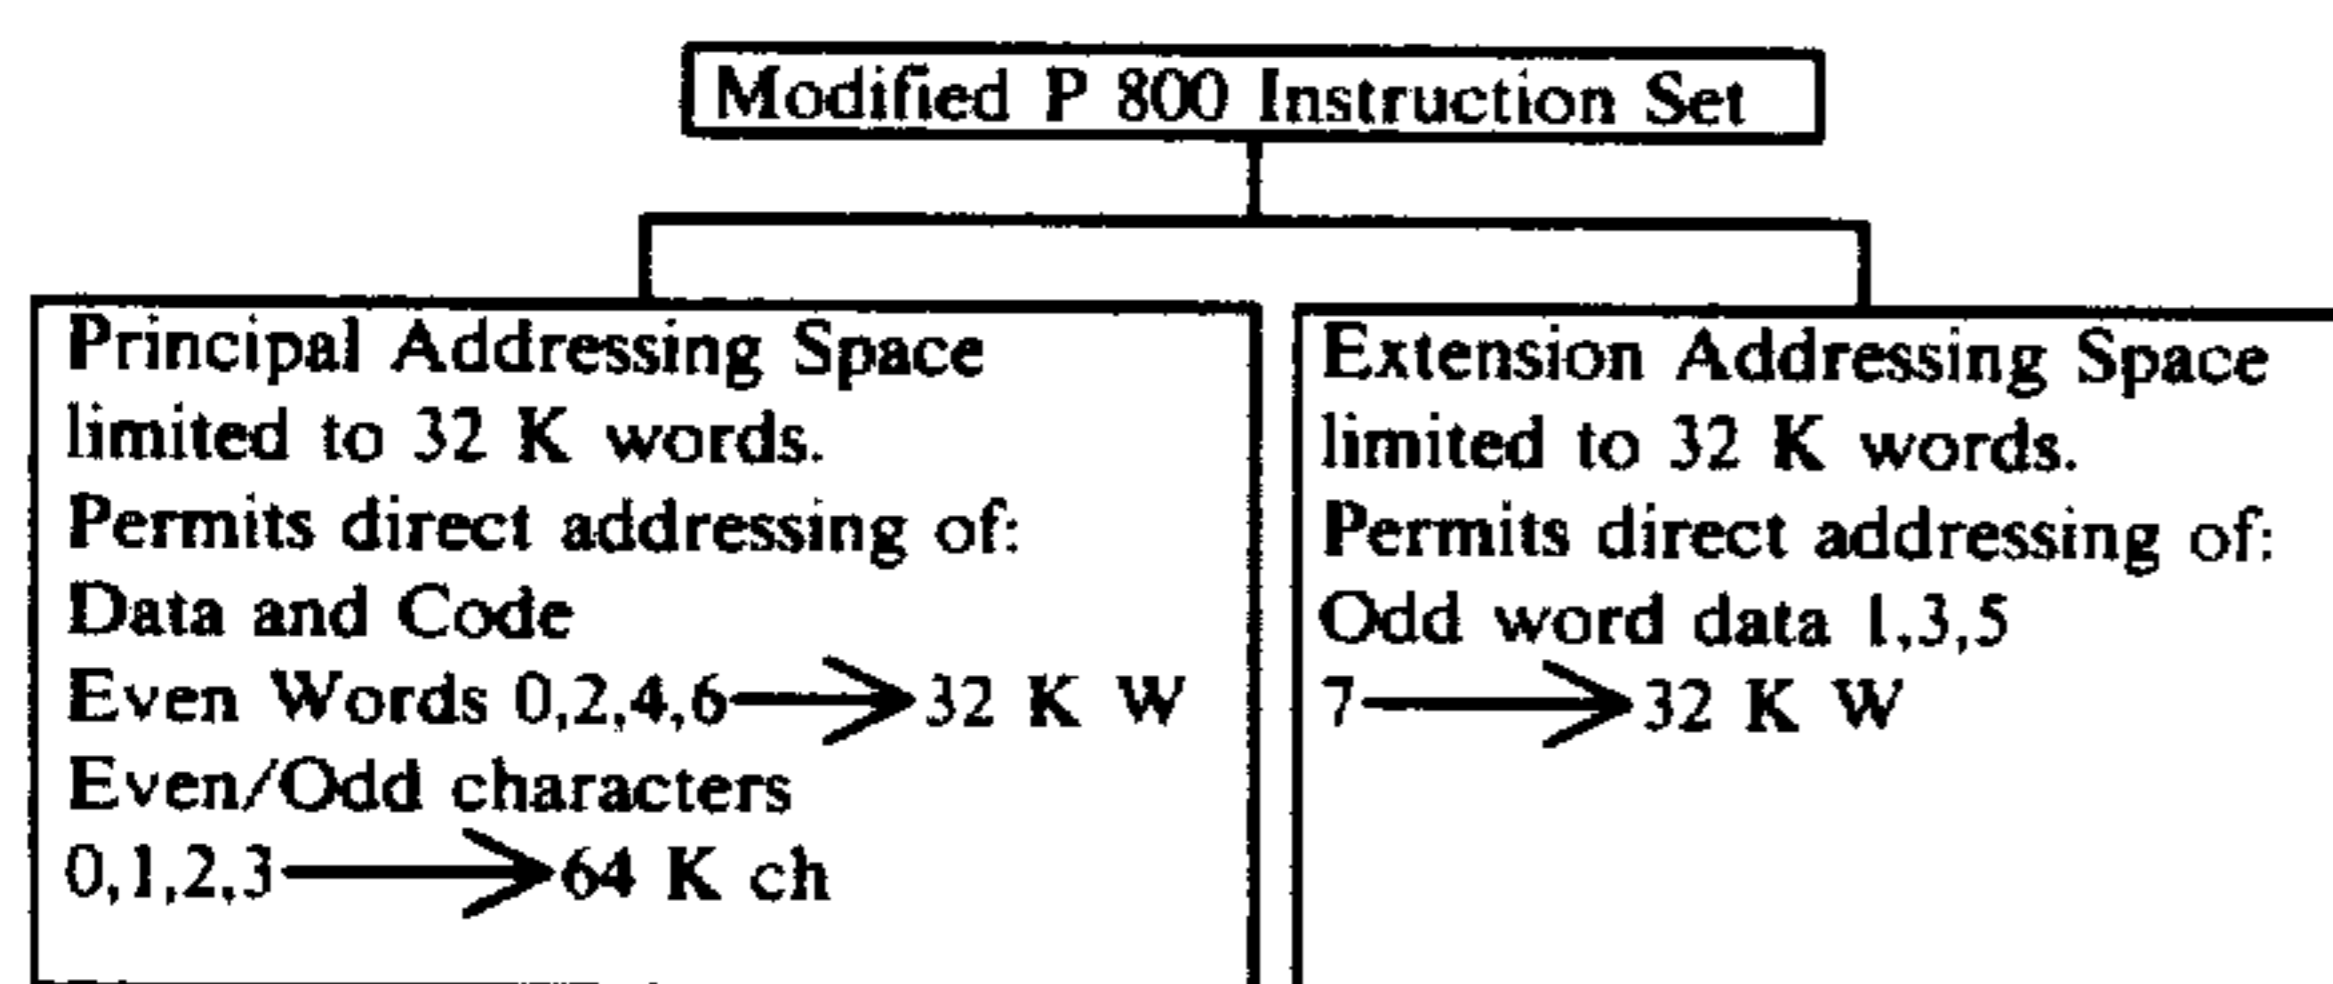 Modified P 800 Instruction Set
Principal Addressing Space
limited to 32 K words.
Permits direct addressing of:
Data and Code
Even Words 0,2,4,6 → 32 K W
Even/Odd characters
0,1,2,3 → 64 K ch
Extension Addressing Space
limited to 32 K words.
Permits direct addressing of:
Odd word data 1,3,5
7 → 32 K W